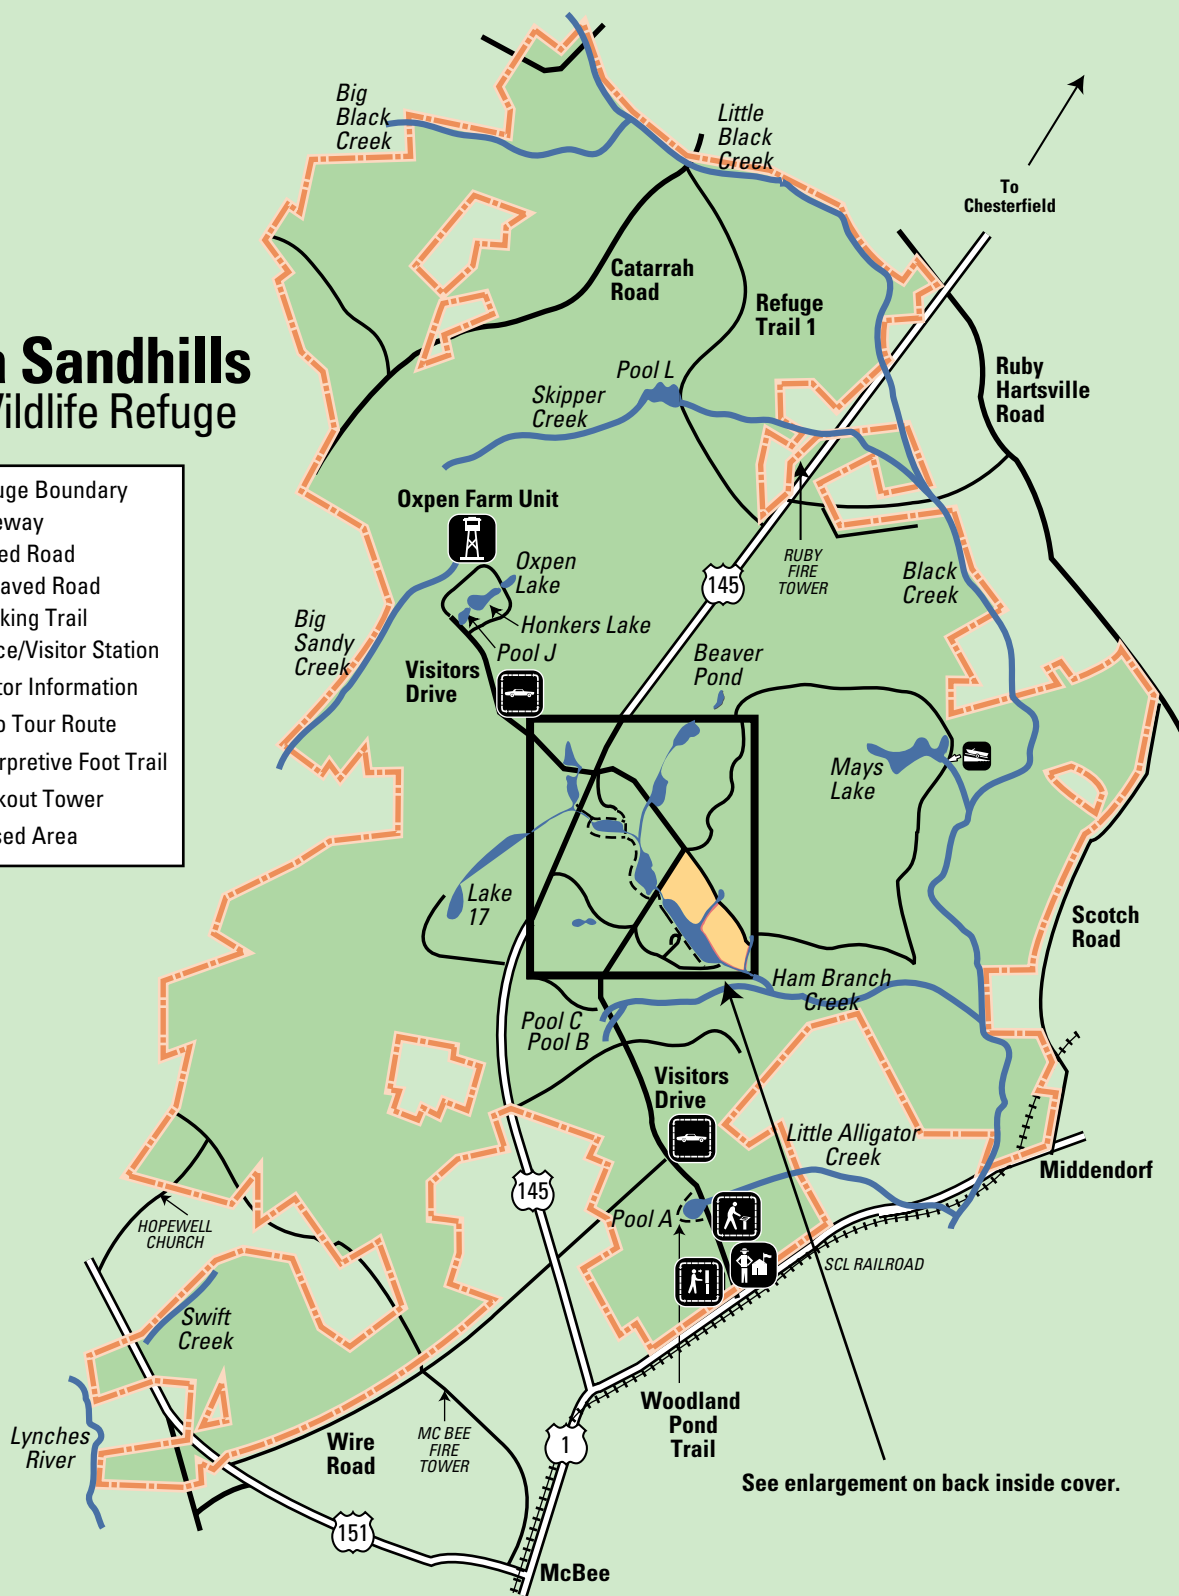 Big
Black
Creek
Little
Black
Creek
To
Chesterfield
Catarrah
Road
Refuge
Trail 1
Sandhills
Wildlife Refuge
Pool L
Skipper
Creek
Ruby
Hartsville
Road
uge Boundary
eway
ed Road
aved Road
king Trail
ce/Visitor Station
tor Information
o Tour Route
rpretive Foot Trail
kout Tower
sed Area
Oxpen Farm Unit
Oxpen
Lake
Honkers Lake
Pool J
RUBY
FIRE
TOWER
145
Black
Creek
Big
Sandy
Creek
Visitors
Drive
Beaver
Pond
Mays
Lake
Lake
17
Scotch
Road
Ham Branch
Creek
Pool C
Pool B
Visitors
Drive
Little Alligator
Creek
Middendorf
145
Pool A
HOPEWELL
CHURCH
SCL RAILROAD
Swift
Creek
Woodland
Pond
Trail
Lynches
River
Wire
Road
MC BEE
FIRE
TOWER
1
See enlargement on back inside cover.
151
McBee